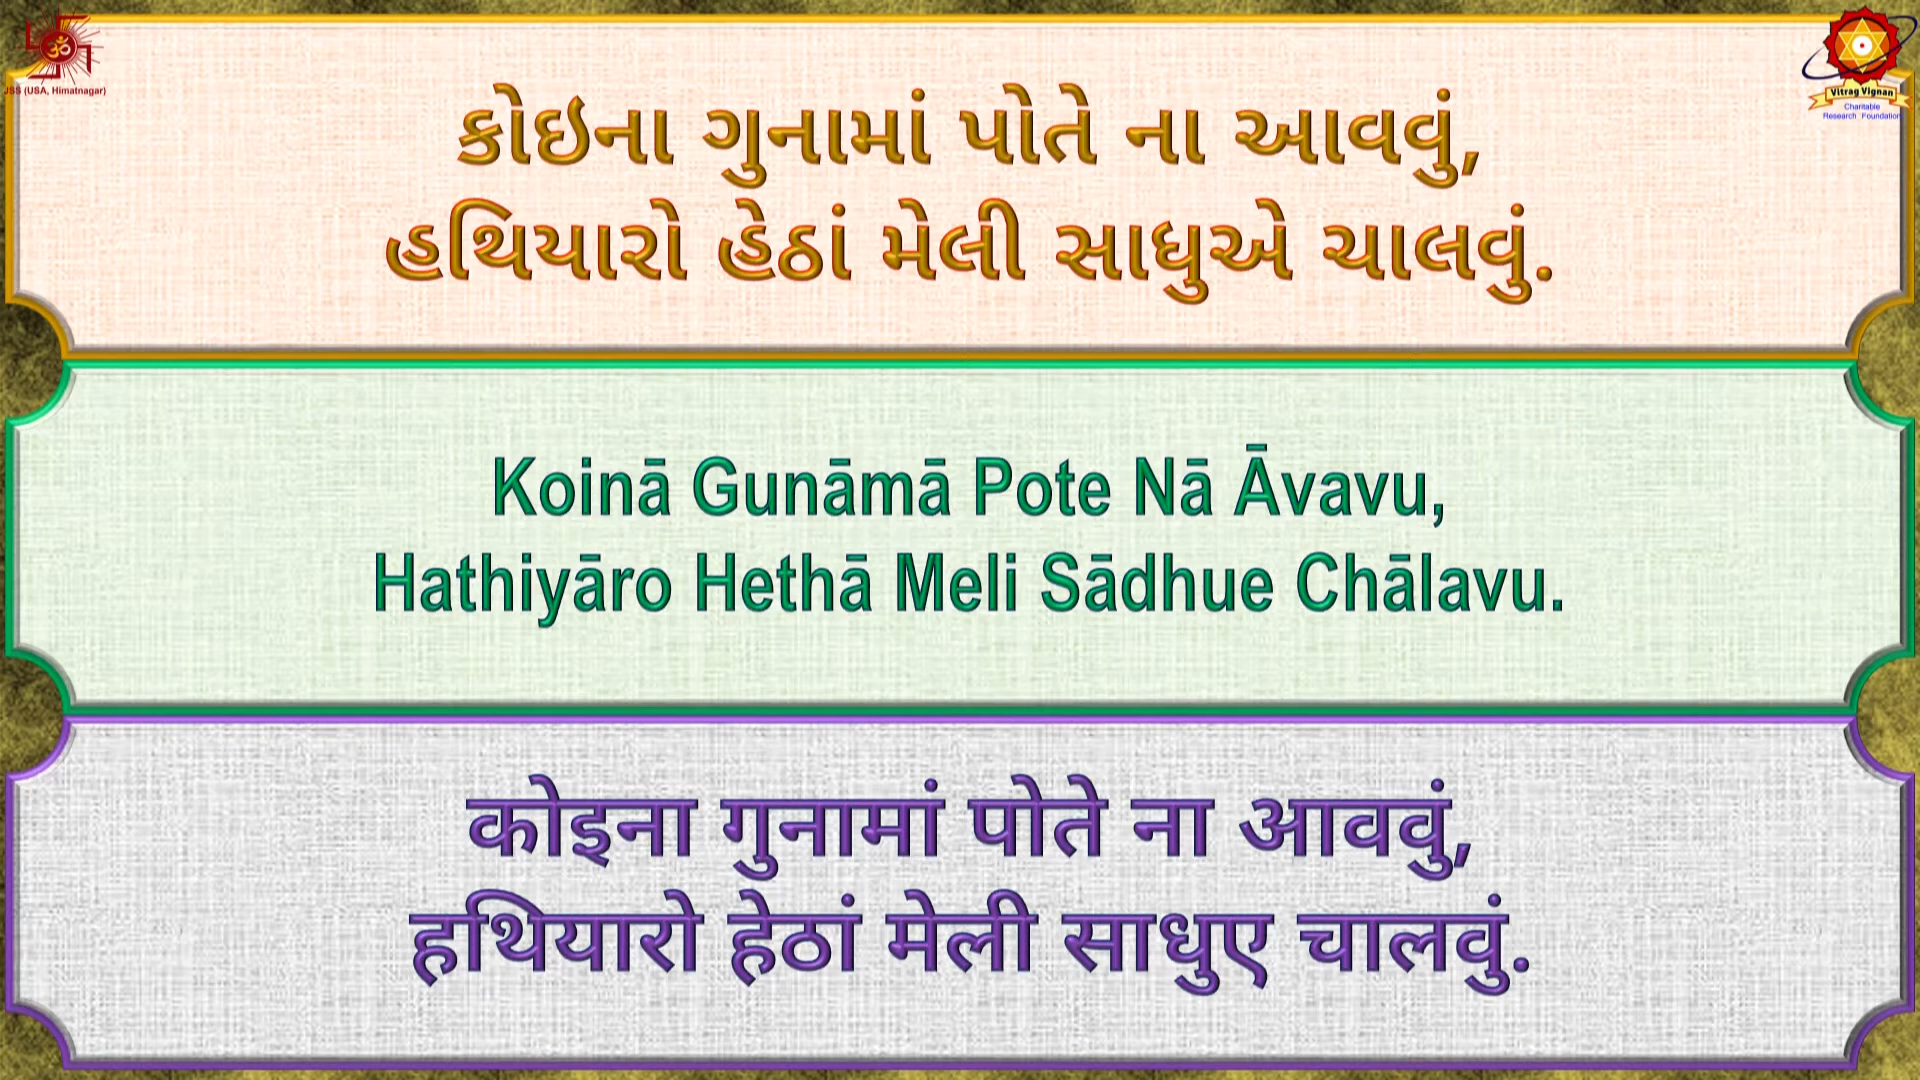 JSS (USA, Himatnagar)
Vitrag Vignan
Charitable
Research Foundation
કોઇના ગુનામાં પોતે ના આવવું,
હથિયારો હેઠાં મેલી સાધુએ ચાલવું.
Koinā Gunāmā Pote Nā Āvavu,
Hathiyāro Hethā Meli Sādhue Chālavu.
कोइना गुनामां पोते ना आववुं,
हथियारो हेठां मेली साधुए चालवुं.